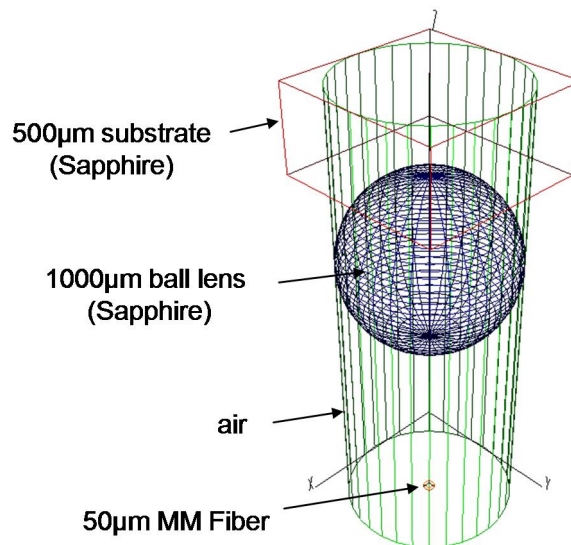 Z
500µm substrate
(Sapphire)
1000µm ball lens
(Sapphire)
air
X
Y
50µm MM Fiber